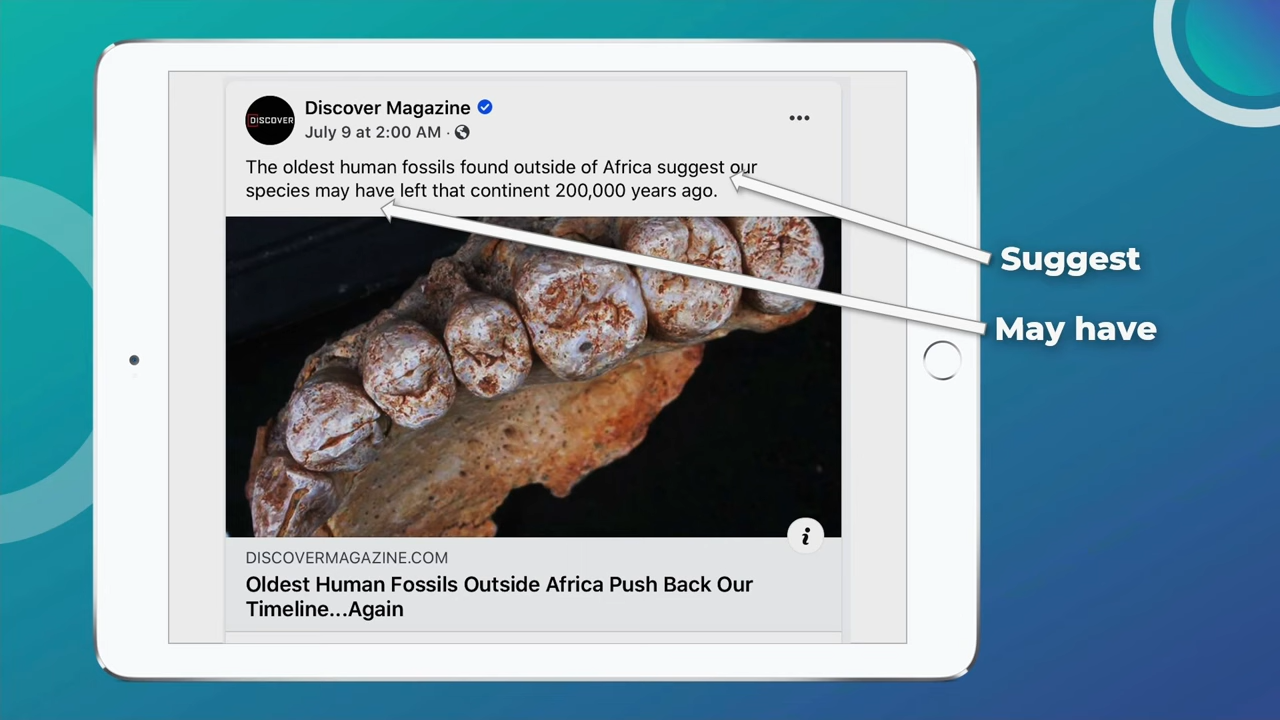 Discover Magazine
DISCOVER
July 9 at 2:00 AM ·
The oldest human fossils found outside of Africa suggest our
species may have left that continent 200,000 years ago.
Suggest
May have
i
DISCOVERMAGAZINE.COM
Oldest Human Fossils Outside Africa Push Back Our
Timeline...Again